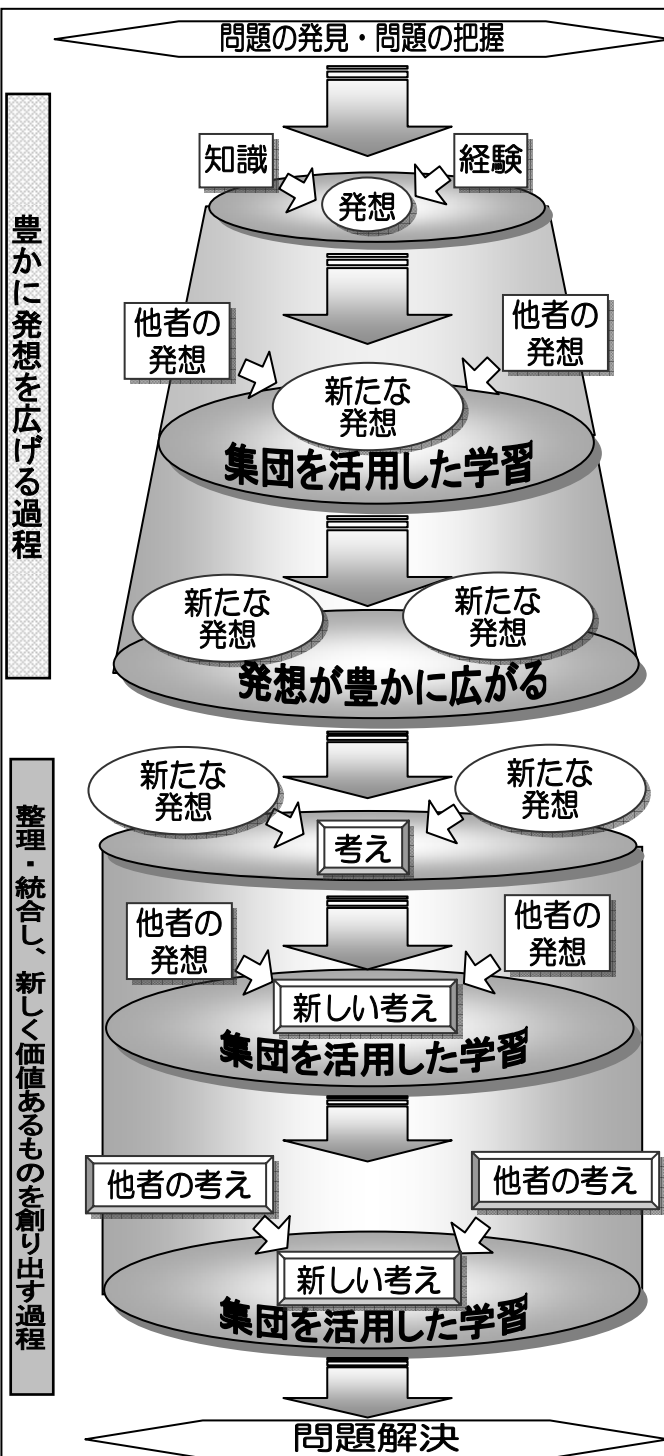 問題の発見・問題の把握
豊かに発想を広げる過程
知識
経験
発想
他者の
発想
他者の
発想
新たな
発想
集団を活用した学習
新たな
発想
新たな
発想
発想が豊かに広がる
整理・統合し、新しく価値あるものを創り出す過程
新たな
発想
新たな
発想
考え
他者の
発想
他者の
発想
新しい考え
集団を活用した学習
他者の考え
他者の考え
新しい考え
集団を活用した学習
問題解決